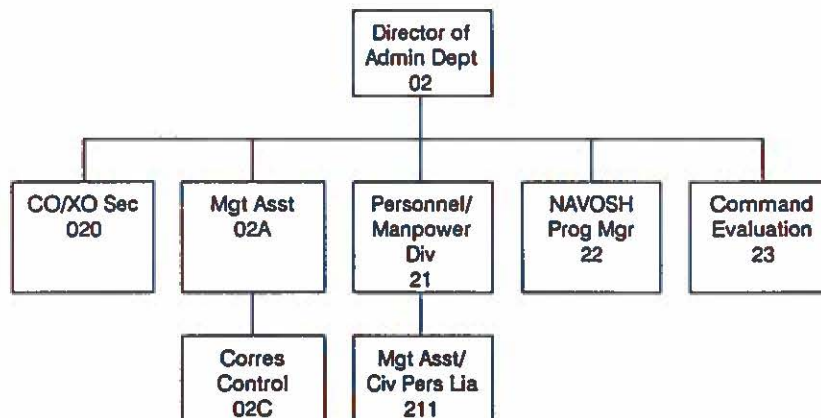 Director of
Admin Dept
02
CO/XO Sec
020
Mgt Asst
02A
Personnel/
Manpower
Div
21
NAVOSH
Prog Mgr
22
Command
Evaluation
23
Corres
Control
02C
Mgt Asst/
Civ Pers Lia
211